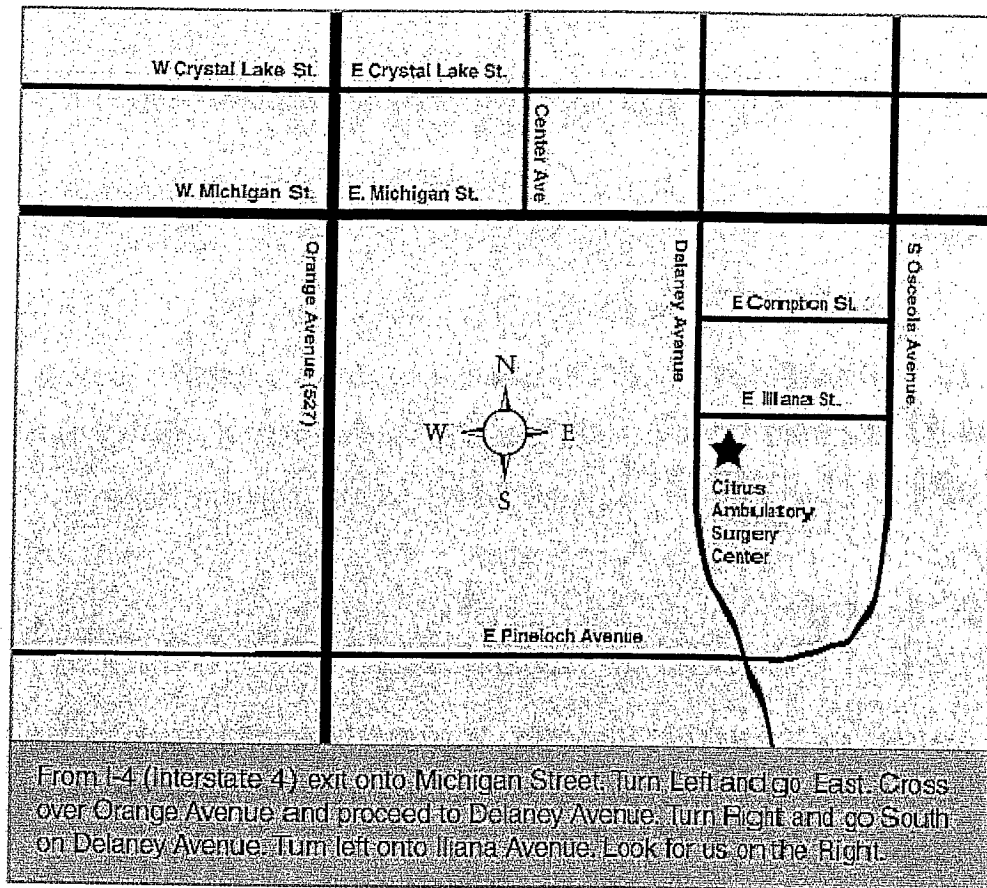 W Crystal Lake St.
E Crystal Lake St.
Center Ave
W. Michigan St.
E. Michigan St.
Orange Avenue (527)
Delaney Avenue
S Osceola Avenue.
E Compton St.
E Illiana St.
N
W
E
S
Citrus
Ambulatory
Surgery
Center
E Pineloch Avenue
From I-4 (Interstate 4) exit onto Michigan Street. Turn Left and go East. Cross
over Orange Avenue and proceed to Delaney Avenue. Turn Right and go South
on Delaney Avenue. Turn left onto Iliana Avenue. Look for us on the Right.